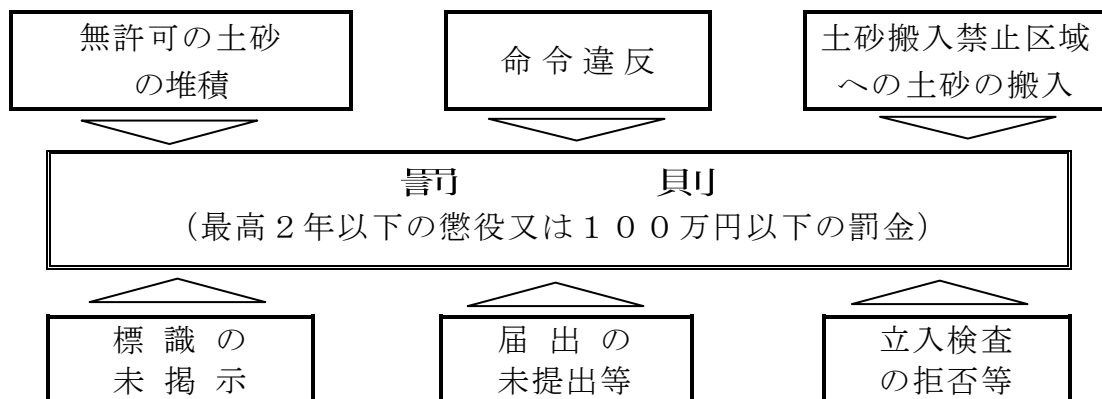 無許可の土砂
の堆積
命令違反
土砂搬入禁止区域
への土砂の搬入
罰 則
（最高２年以下の懲役又は１００万円以下の罰金）
標識の
未掲示
届出の
未提出等
立入検査
の拒否等